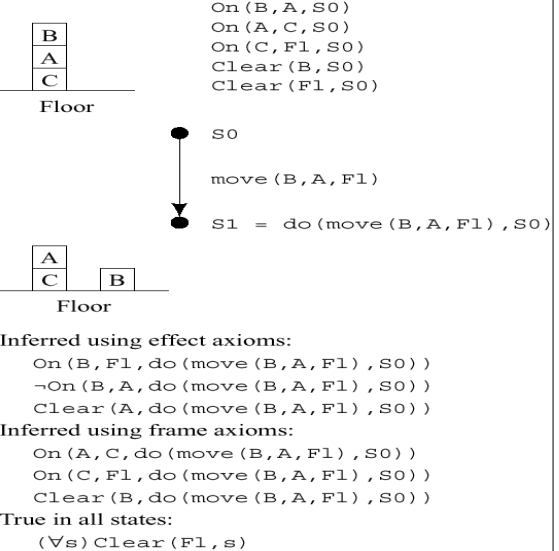 B
A
C
Floor
On(B,A,S0)
On(A,C,S0)
On(C,Fl,S0)
Clear(B,S0)
Clear(Fl,S0)
S0
move(B,A,Fl)
S1 = do(move(B,A,Fl),S0)
A
C B
Floor
Inferred using effect axioms:
On(B,Fl,do(move(B,A,Fl),S0))
¬On(B,A,do(move(B,A,Fl),S0))
Clear(A,do(move(B,A,Fl),S0))
Inferred using frame axioms:
On(A,C,do(move(B,A,Fl),S0))
On(C,Fl,do(move(B,A,Fl),S0))
Clear(B,do(move(B,A,Fl),S0))
True in all states:
(∀s)Clear(Fl,s)